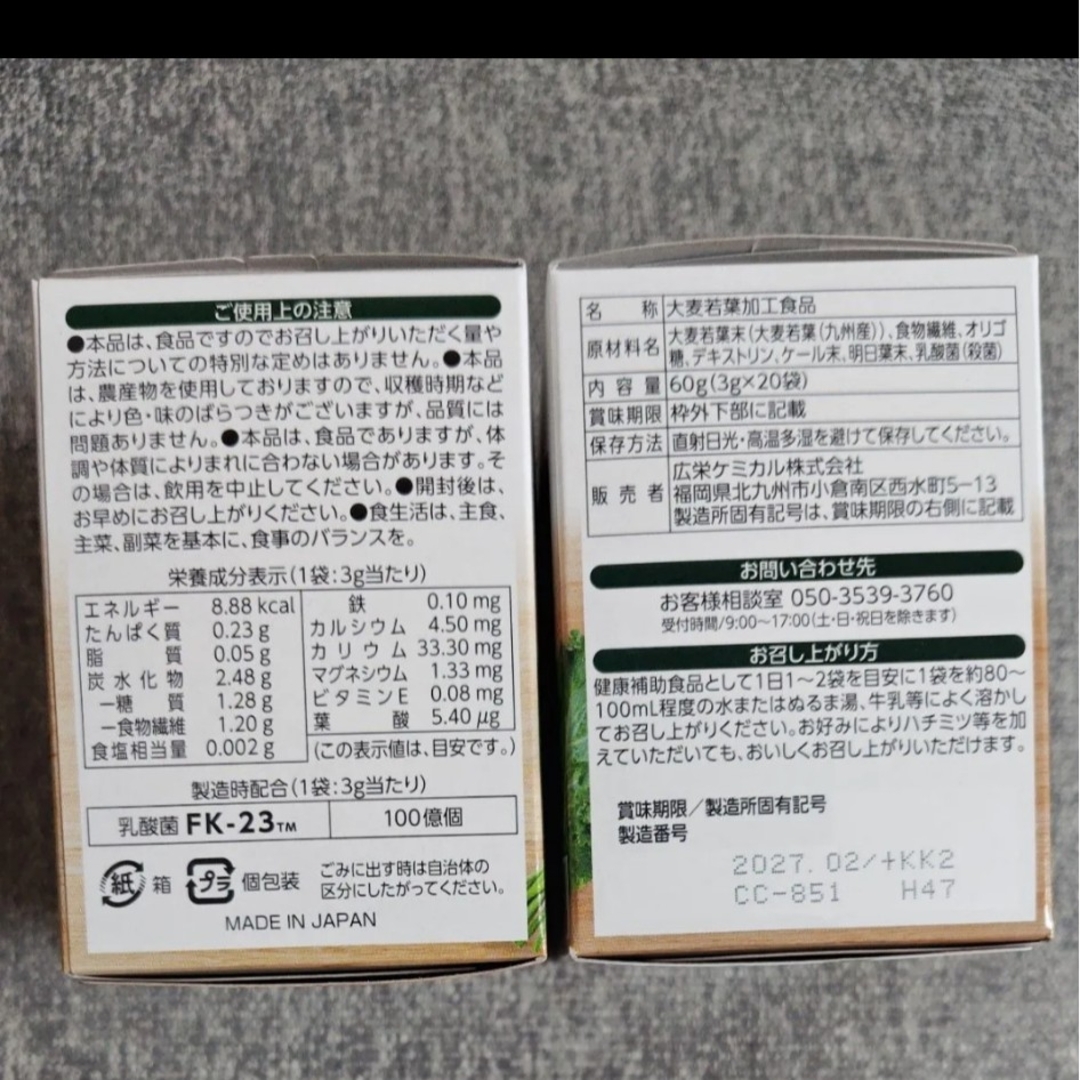 ご使用上の注意
●本品は、食品ですのでお召し上がりいただく量や
方法についての特別な定めはありません。●本品
は、農産物を使用しておりますので、収穫時期など
により色・味のばらつきがございますが、品質には
問題ありません。●本品は、食品でありますが、体
調や体質によりまれに合わない場合があります。そ
の場合は、飲用を中止してください。●開封後は、
お早めにお召し上がりください。●食生活は、主食、
主菜、副菜を基本に、食事のバランスを。
栄養成分表示(1袋:3g当たり)
エネルギー 8.88 kcal
たんぱく質 0.23 g
脂質 0.05 g
炭水化物 2.48 g
―糖質 1.28 g
―食物繊維 1.20 g
食塩相当量 0.002 g
鉄 0.10 mg
カルシウム 4.50 mg
カリウム 33.30 mg
マグネシウム 1.33 mg
ビタミンE 0.08 mg
葉酸 5.40 μg
(この表示値は、目安です。)
製造時配合(1袋:3g当たり)
乳酸菌 FK-23TM 100億個
紙 箱 プラ 個包装
ごみに出す時は自治体の
区分にしたがってください。
MADE IN JAPAN
名称 大麦若葉加工食品
原材料名 大麦若葉末(大麦若葉(九州産))、食物繊維、オリゴ
糖、デキストリン、ケール末、明日葉末、乳酸菌(殺菌)
内容量 60g(3g×20袋)
賞味期限 枠外下部に記載
保存方法 直射日光・高温多湿を避けて保存してください。
販売者 広栄ケミカル株式会社
福岡県北九州市小倉南区西水町5-13
製造所固有記号は、賞味期限の右側に記載
お問い合わせ先
お客様相談室 050-3539-3760
受付時間/9:00~17:00(土・日・祝日を除きます)
お召し上がり方
健康補助食品として1日1~2袋を目安に1袋を約80~
100mL程度の水またはぬるま湯、牛乳等によく溶かし
てお召し上がりください。お好みによりハチミツ等を加
えていただいても、おいしくお召し上がりいただけます。
賞味期限/製造所固有記号
製造番号
2027.02/+KK2
CC-851 H47